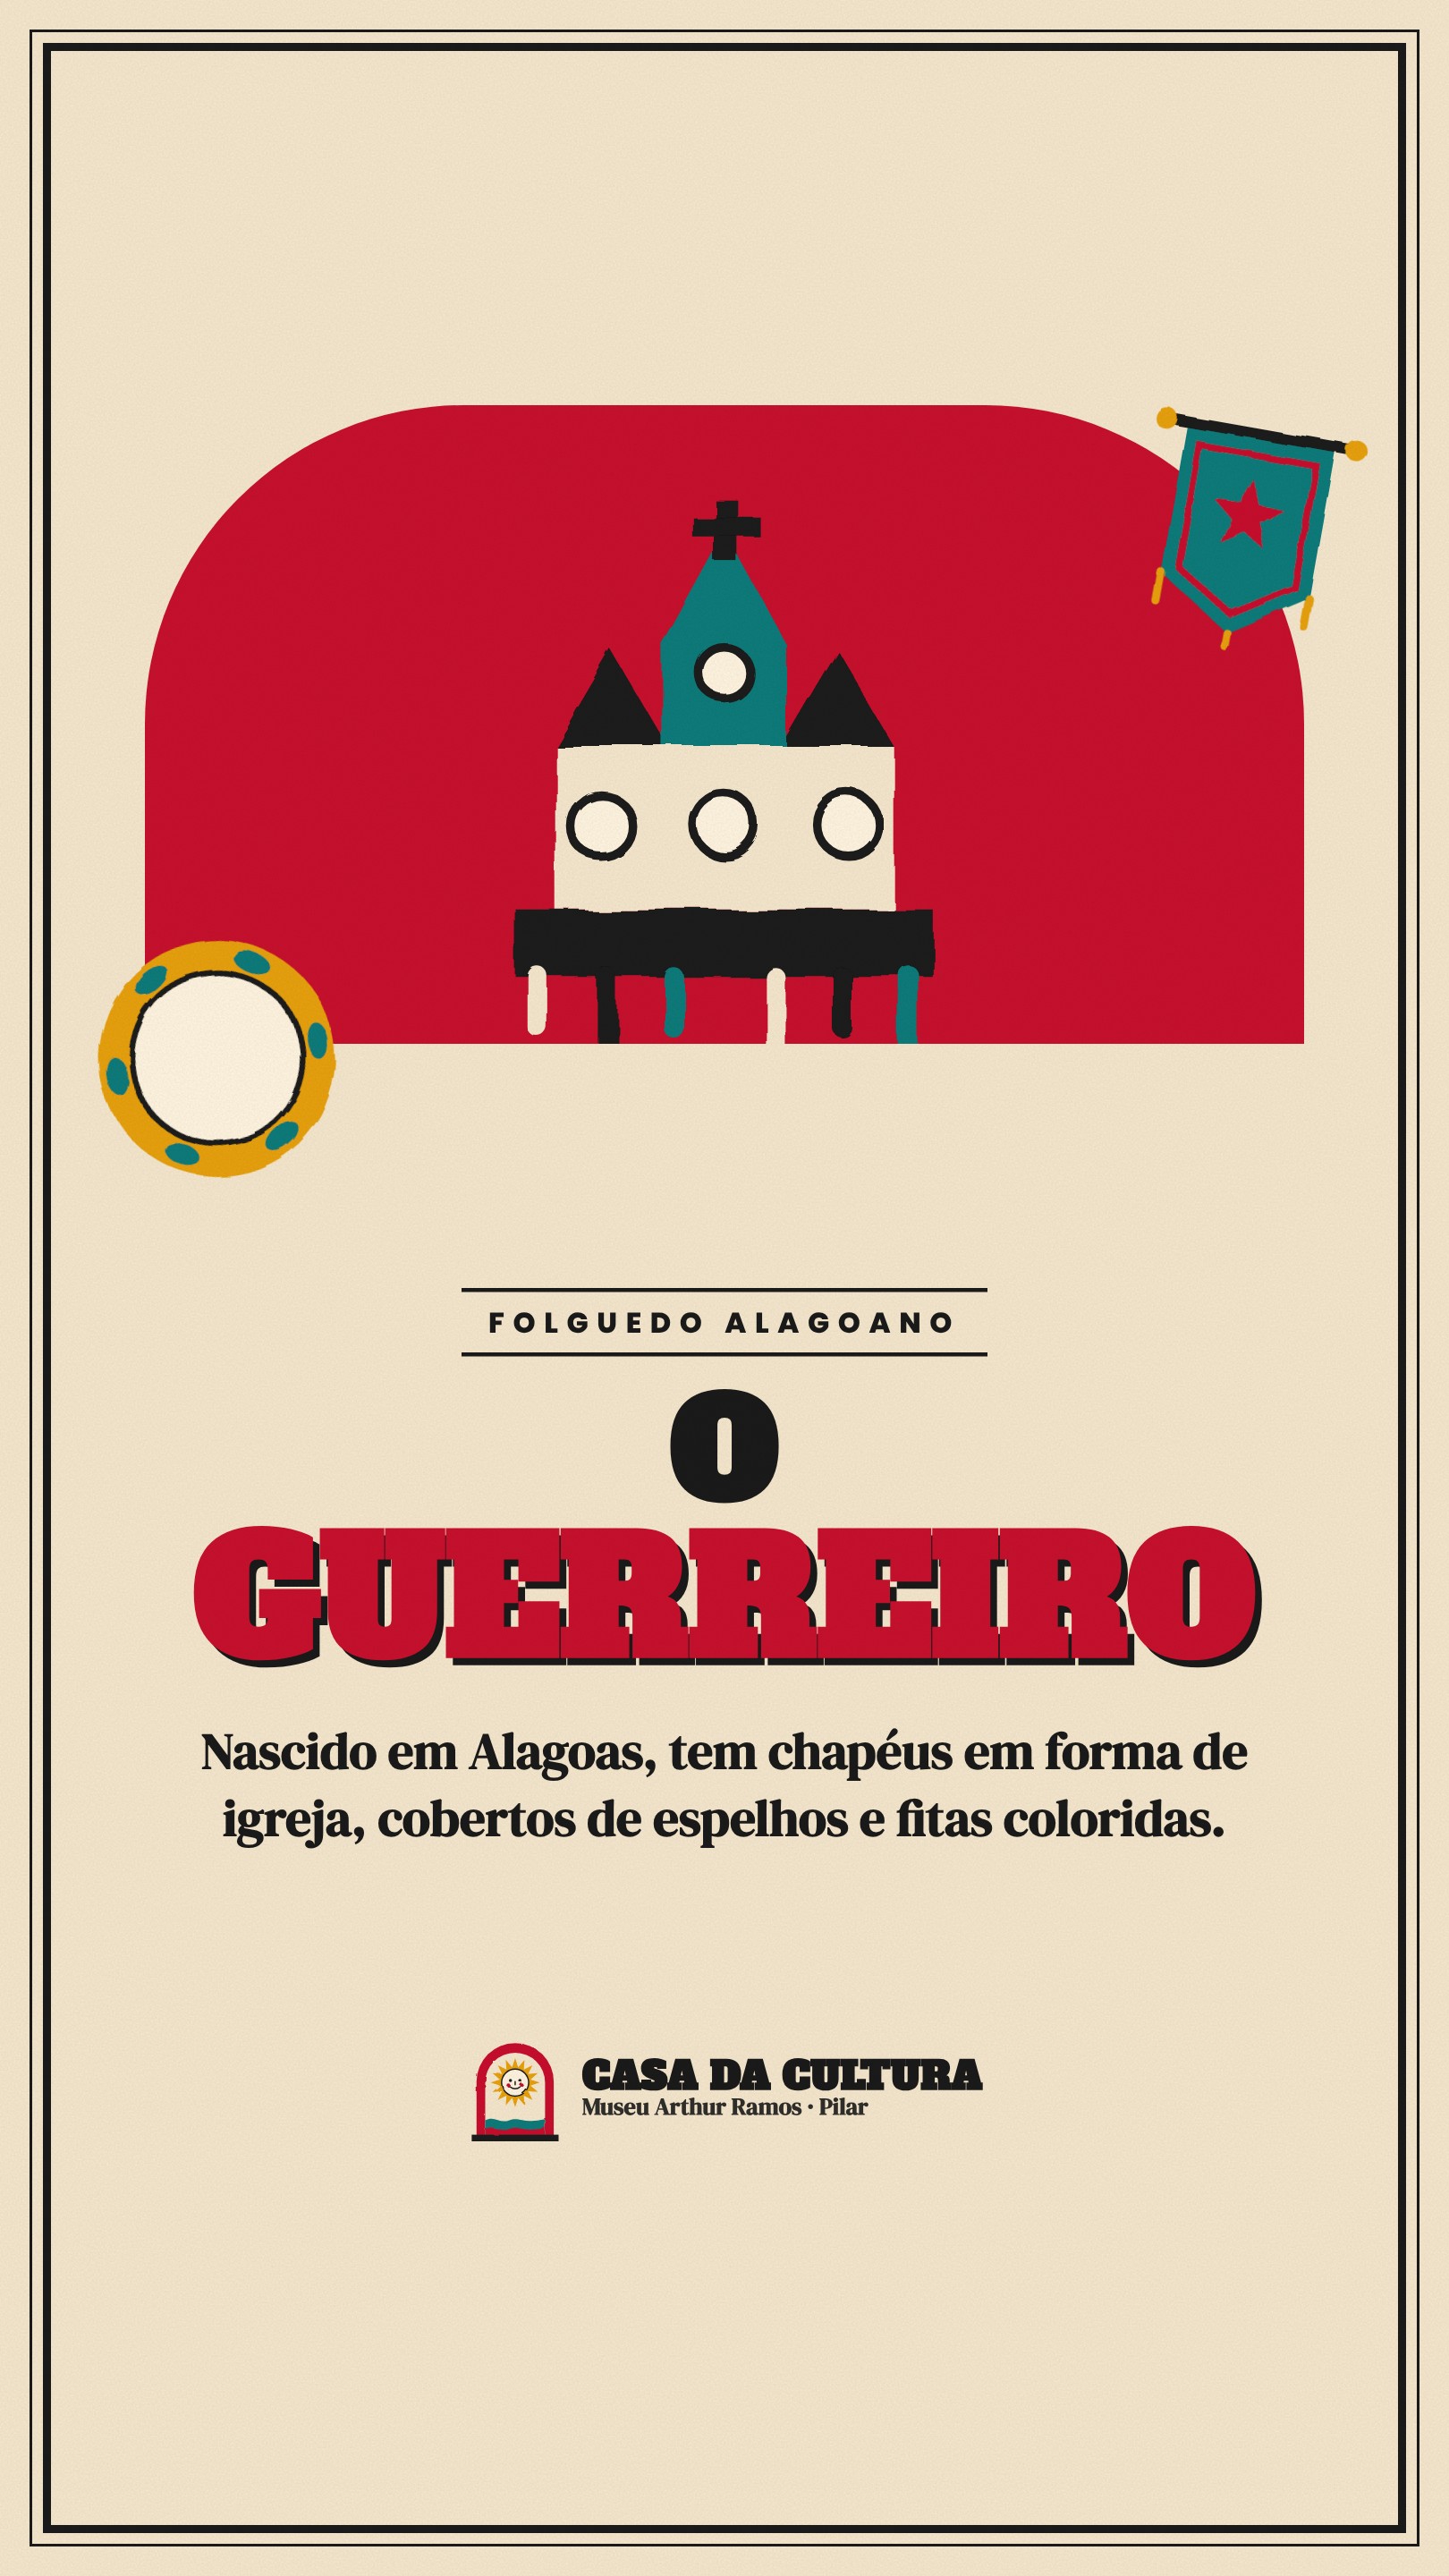 FOLGUEDO ALAGOANO
O
GUERREIRO
Nascido em Alagoas, tem chapéus em forma de
igreja, cobertos de espelhos e fitas coloridas.
CASA DA CULTURA
Museu Arthur Ramos · Pilar